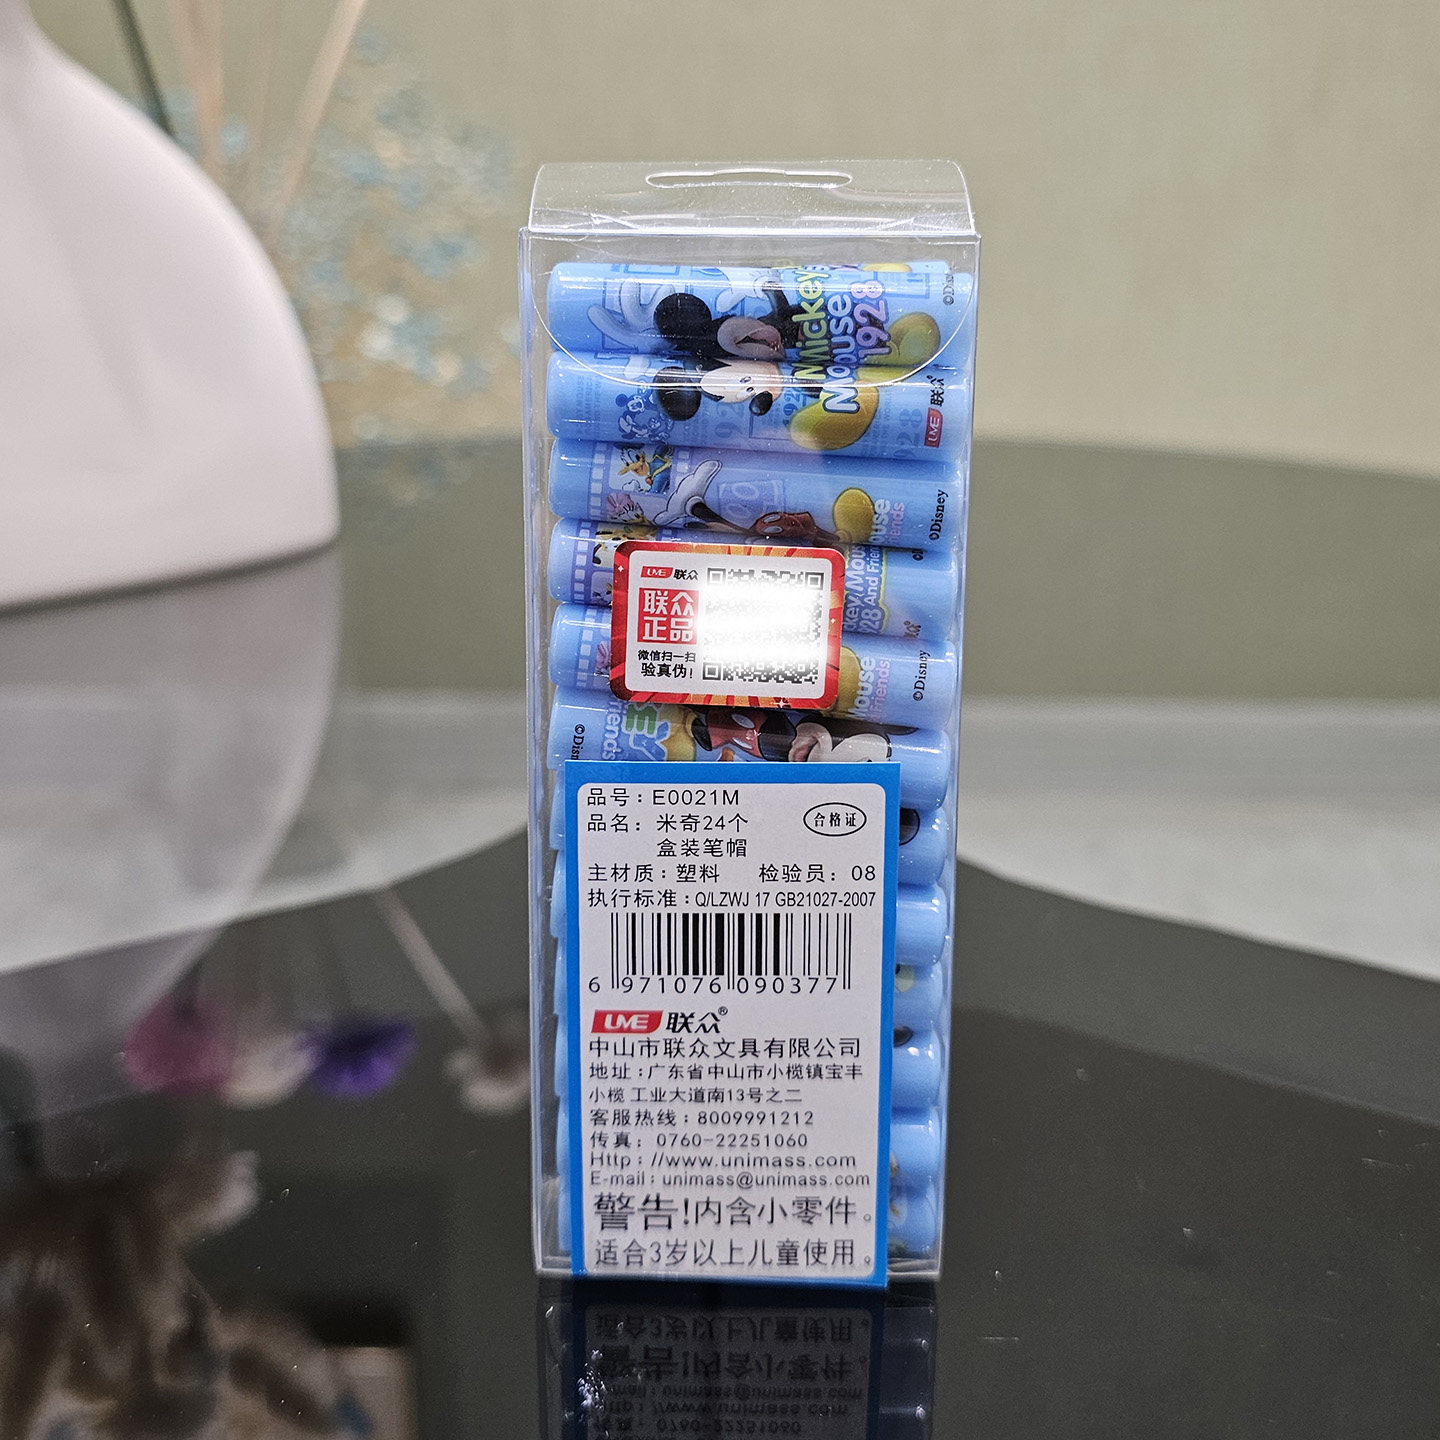 Mickey
Mouse
1928
©Dis
联众
UME
©Disney
Mouse
And Friends
©Disney
UME 联众
联众
正品
微信扫一扫
验真伪!
品号:E0021M
品名:米奇24个
盒装笔帽
合格证
主材质:塑料 检验员:08
执行标准:Q/LZWJ 17 GB21027-2007
6 971076 090377
UME 联众®
中山市联众文具有限公司
地址:广东省中山市小榄镇宝丰
小榄 工业大道南13号之二
客服热线:8009991212
传真:0760-22251060
Http://www.unimass.com
E-mail:unimass@unimass.com
警告!内含小零件。
适合3岁以上儿童使用。